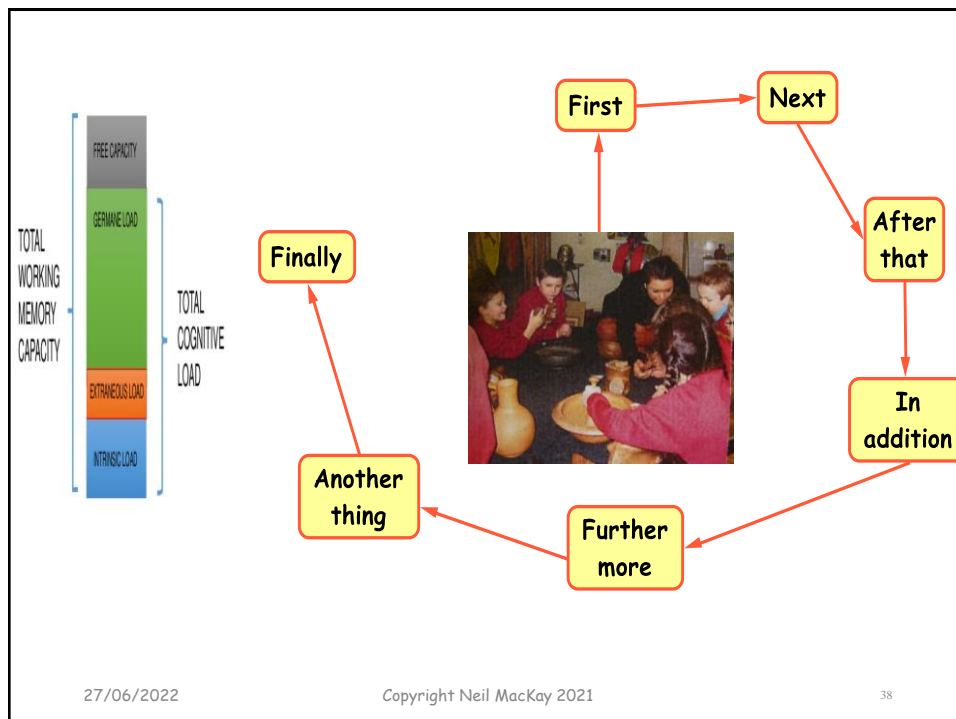 FREE CAPACITY
GERMANE LOAD
EXTRANEOUS LOAD
INTRINSIC LOAD
TOTAL
WORKING
MEMORY
CAPACITY
TOTAL
COGNITIVE
LOAD
First
Next
After
that
In
addition
Further
more
Another
thing
Finally
27/06/2022
Copyright Neil MacKay 2021
38